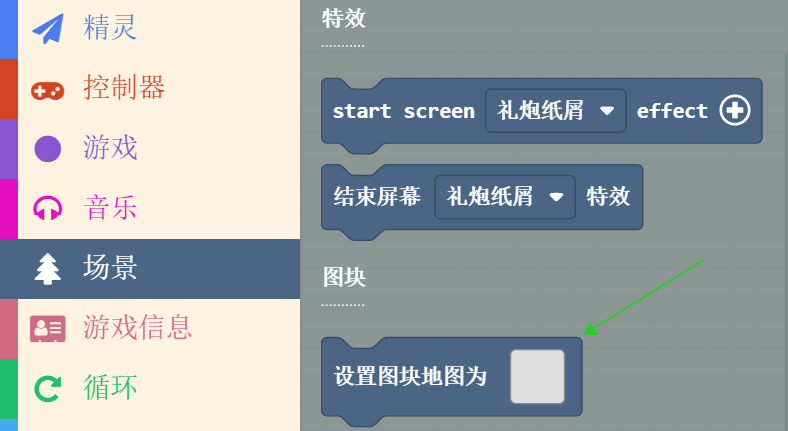 精灵
控制器
游戏
音乐
场景
游戏信息
循环
特效
start screen 礼炮纸屑 effect
结束屏幕 礼炮纸屑 特效
图块
设置图块地图为